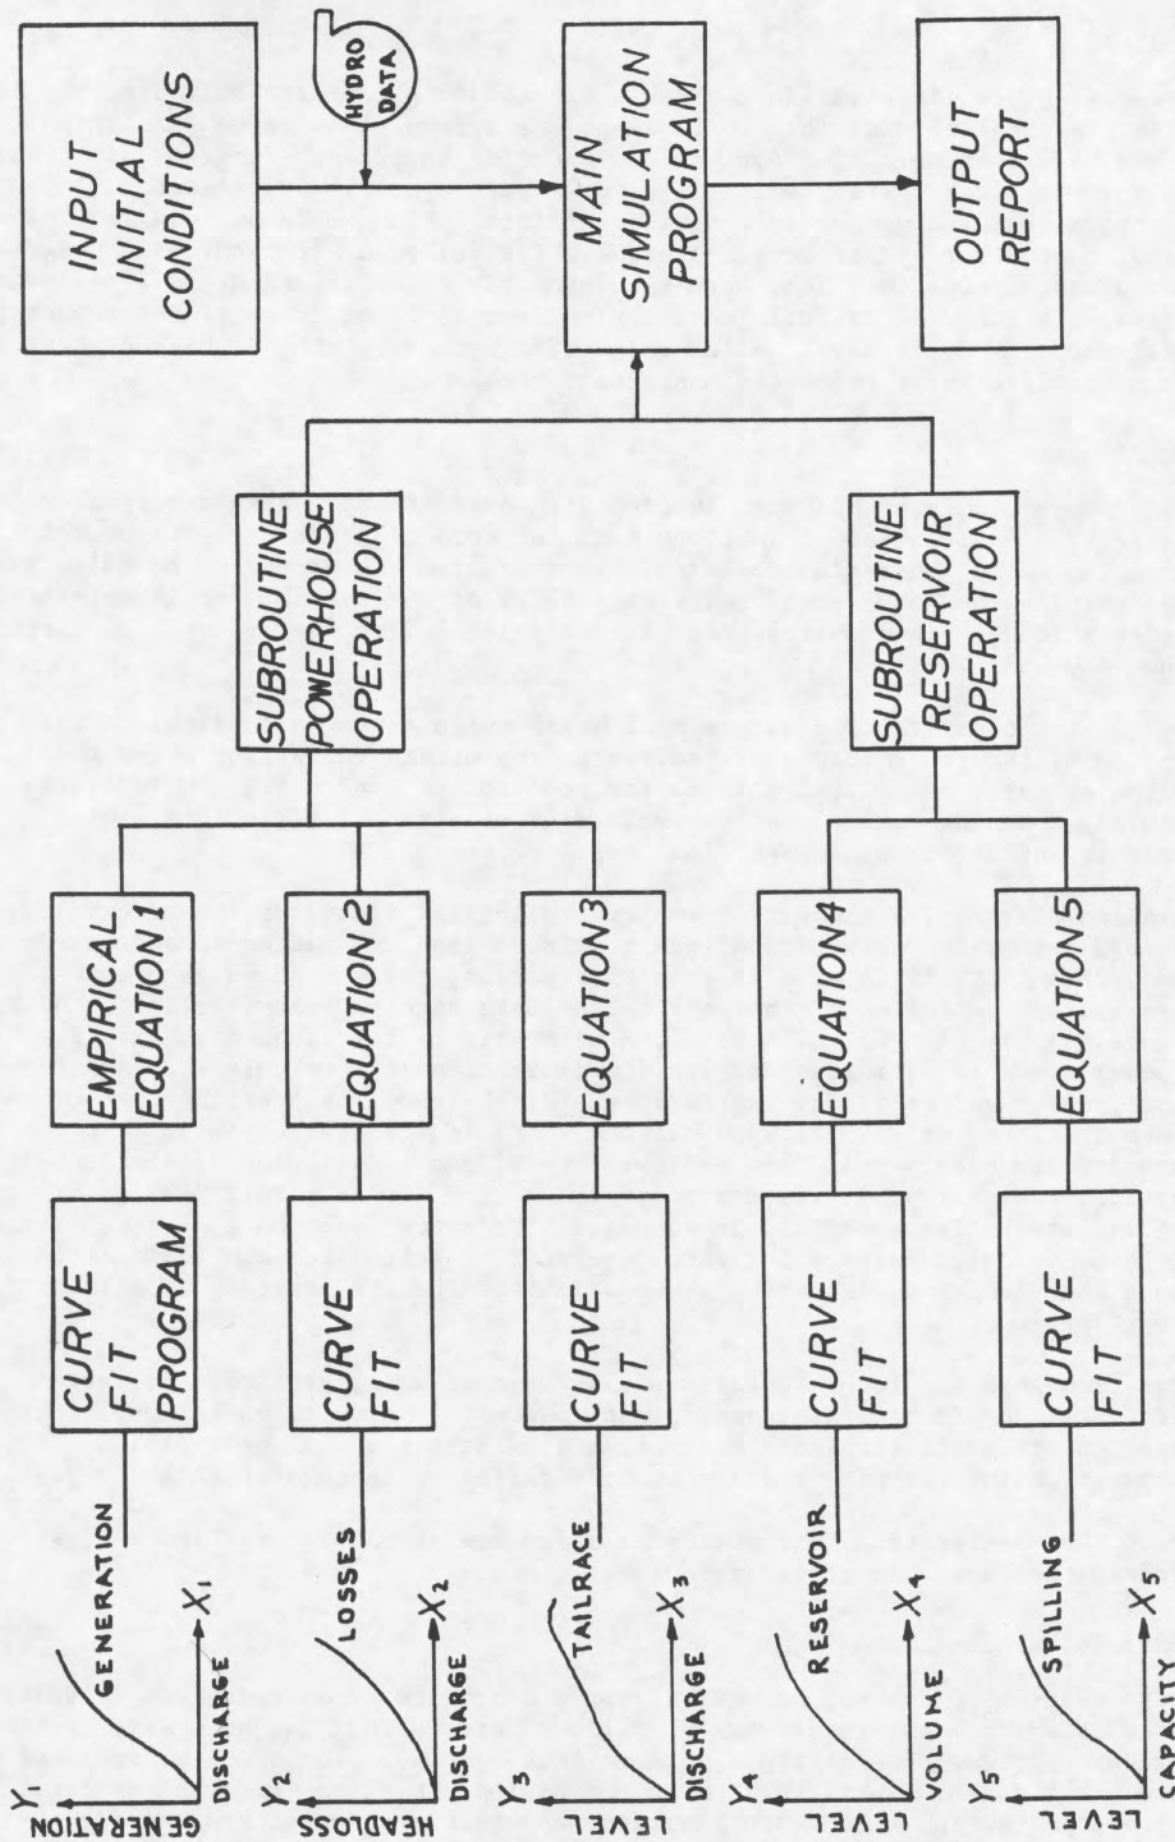 Y1
GENERATION
GENERATION
DISCHARGE
X1
CURVE
FIT
PROGRAM
EMPIRICAL
EQUATION 1
Y2
HEADLOSS
LOSSES
DISCHARGE
X2
CURVE
FIT
EQUATION 2
SUBROUTINE
POWERHOUSE
OPERATION
Y3
LEVEL
TAILRACE
DISCHARGE
X3
CURVE
FIT
EQUATION 3
Y4
LEVEL
RESERVOIR
VOLUME
X4
CURVE
FIT
EQUATION 4
SUBROUTINE
RESERVOIR
OPERATION
Y5
LEVEL
SPILLING
CAPACITY
X5
CURVE
FIT
EQUATION 5
INPUT
INITIAL
CONDITIONS
HYDRO
DATA
MAIN
SIMULATION
PROGRAM
OUTPUT
REPORT